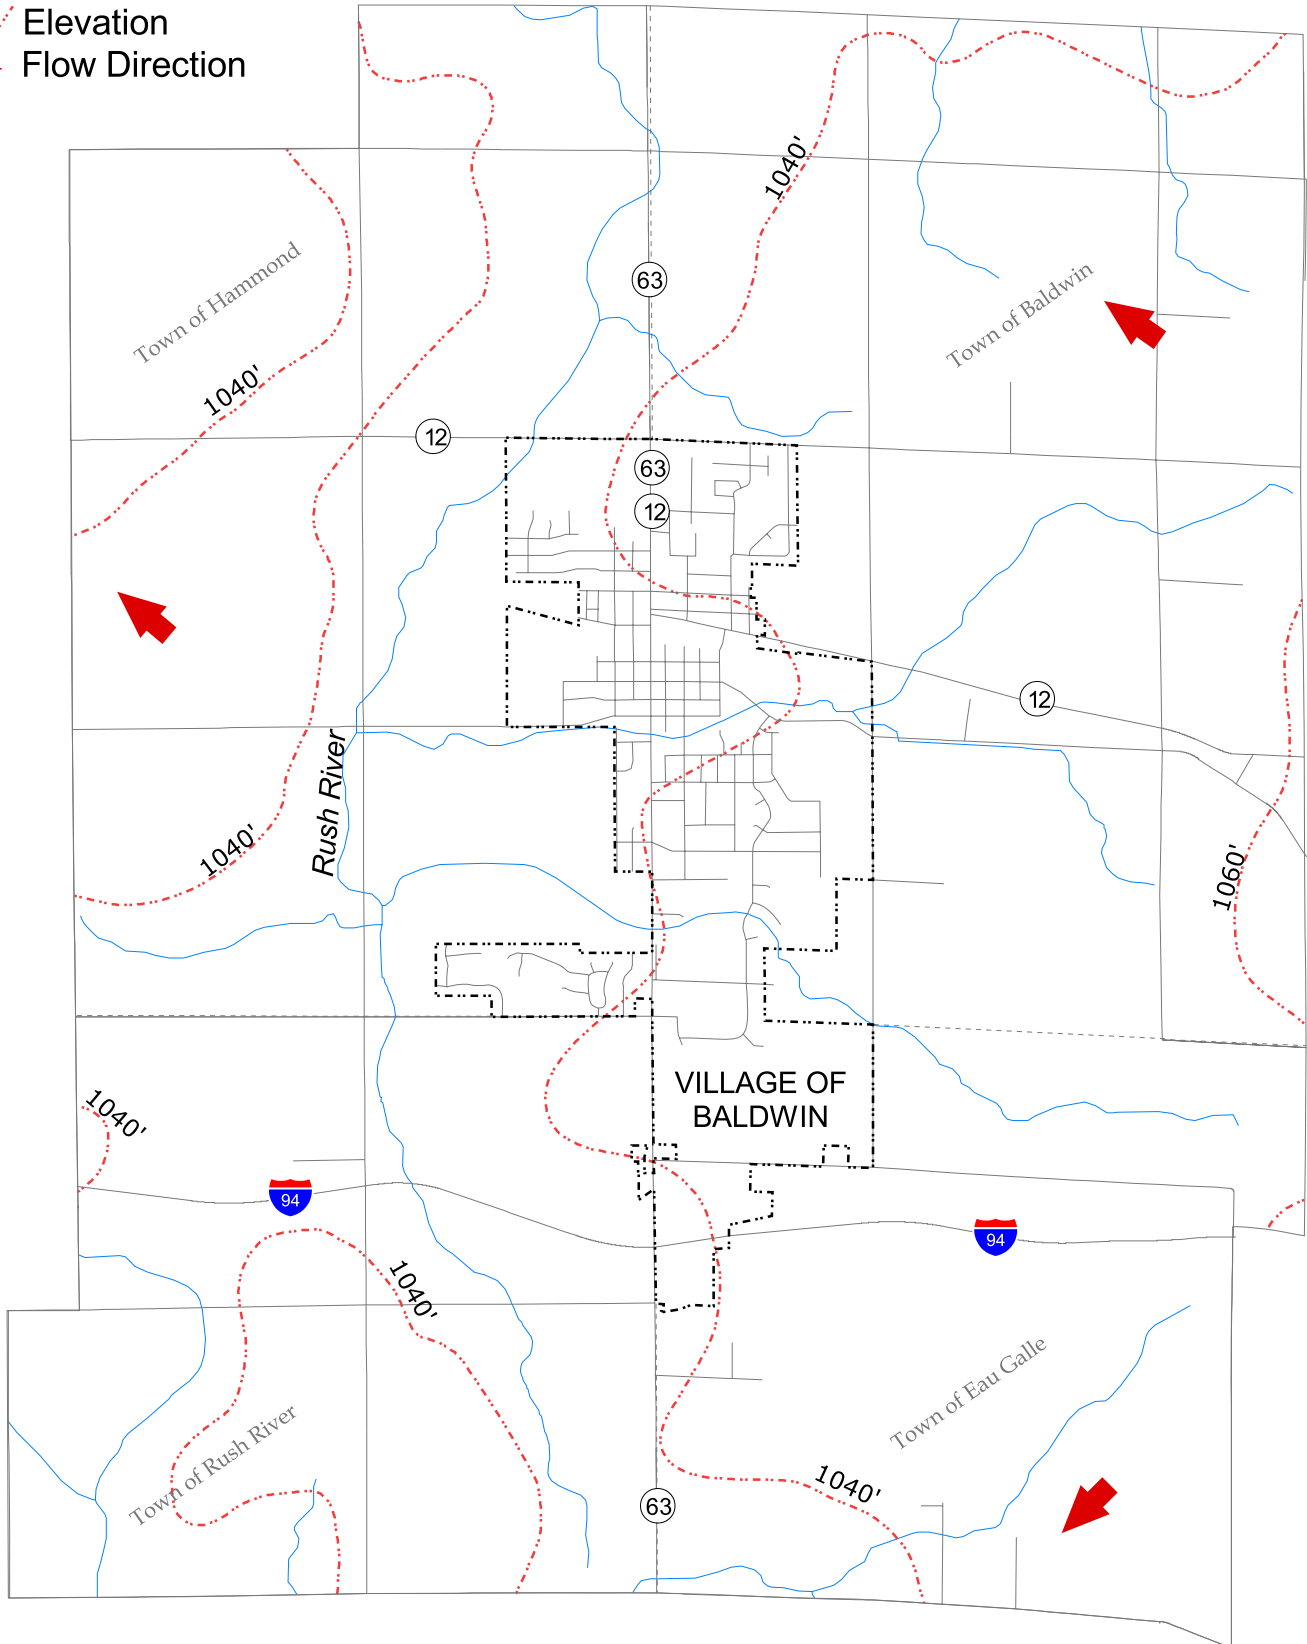 Elevation
Flow Direction
1040'
Town of Hammond
63
Town of Baldwin
1040'
12
63
12
12
Rush River
1040'
1060'
VILLAGE OF
BALDWIN
1040'
94
94
1040'
Town of Eau Galle
Town of Rush River
1040'
63